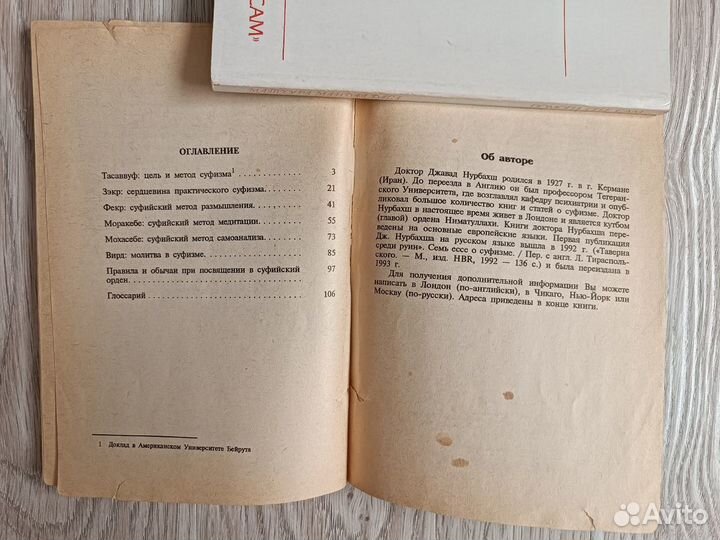 САМ»
ОГЛАВЛЕНИЕ
Тасаввуф: цель и метод суфизма1 . . . . . . . . . . 3
Зэкр: сердцевина практического суфизма. . . . . . . 21
Фекр: суфийский метод размышления. . . . . . . . 41
Моракебе: суфийский метод медитации. . . . . . . . 55
Мохасебе: суфийский метод самоанализа. . . . . . . 73
Вирд: молитва в суфизме. . . . . . . . . . . . 85
Правила и обычаи при посвящении в суфийский
орден. . . . . . . . . . . . . . . . . 97
Глоссарий . . . . . . . . . . . . . . . . 106
1 Доклад в Американском Университете Бейрута
Об авторе
Доктор Джавад Нурбахш родился в 1927 г. в г. Кермане
(Иран). До переезда в Англию он был профессором Тегеран-
ского Университета, где возглавлял кафедру психиатрии и опуб-
ликовал большое количество книг и статей о суфизме. Доктор
Нурбахш в настоящее время живет в Лондоне и является кутбом
(главой) ордена Ниматуллахи. Книги доктора Нурбахша пере-
ведены на основные европейские языки. Первая публикация
Дж. Нурбахша на русском языке вышла в 1992 г. («Таверна
среди руин». Семь ессе о суфизме. / Пер. с англ. Л. Тирасполь-
ского. — М., изд. HBR, 1992 — 136 с.) и была переиздана в
1993 г.
Для получения дополнительной информации Вы можете
написать в Лондон (по-английски), в Чикаго, Нью-Йорк или
Москву (по-русски). Адреса приведены в конце книги.
Avito